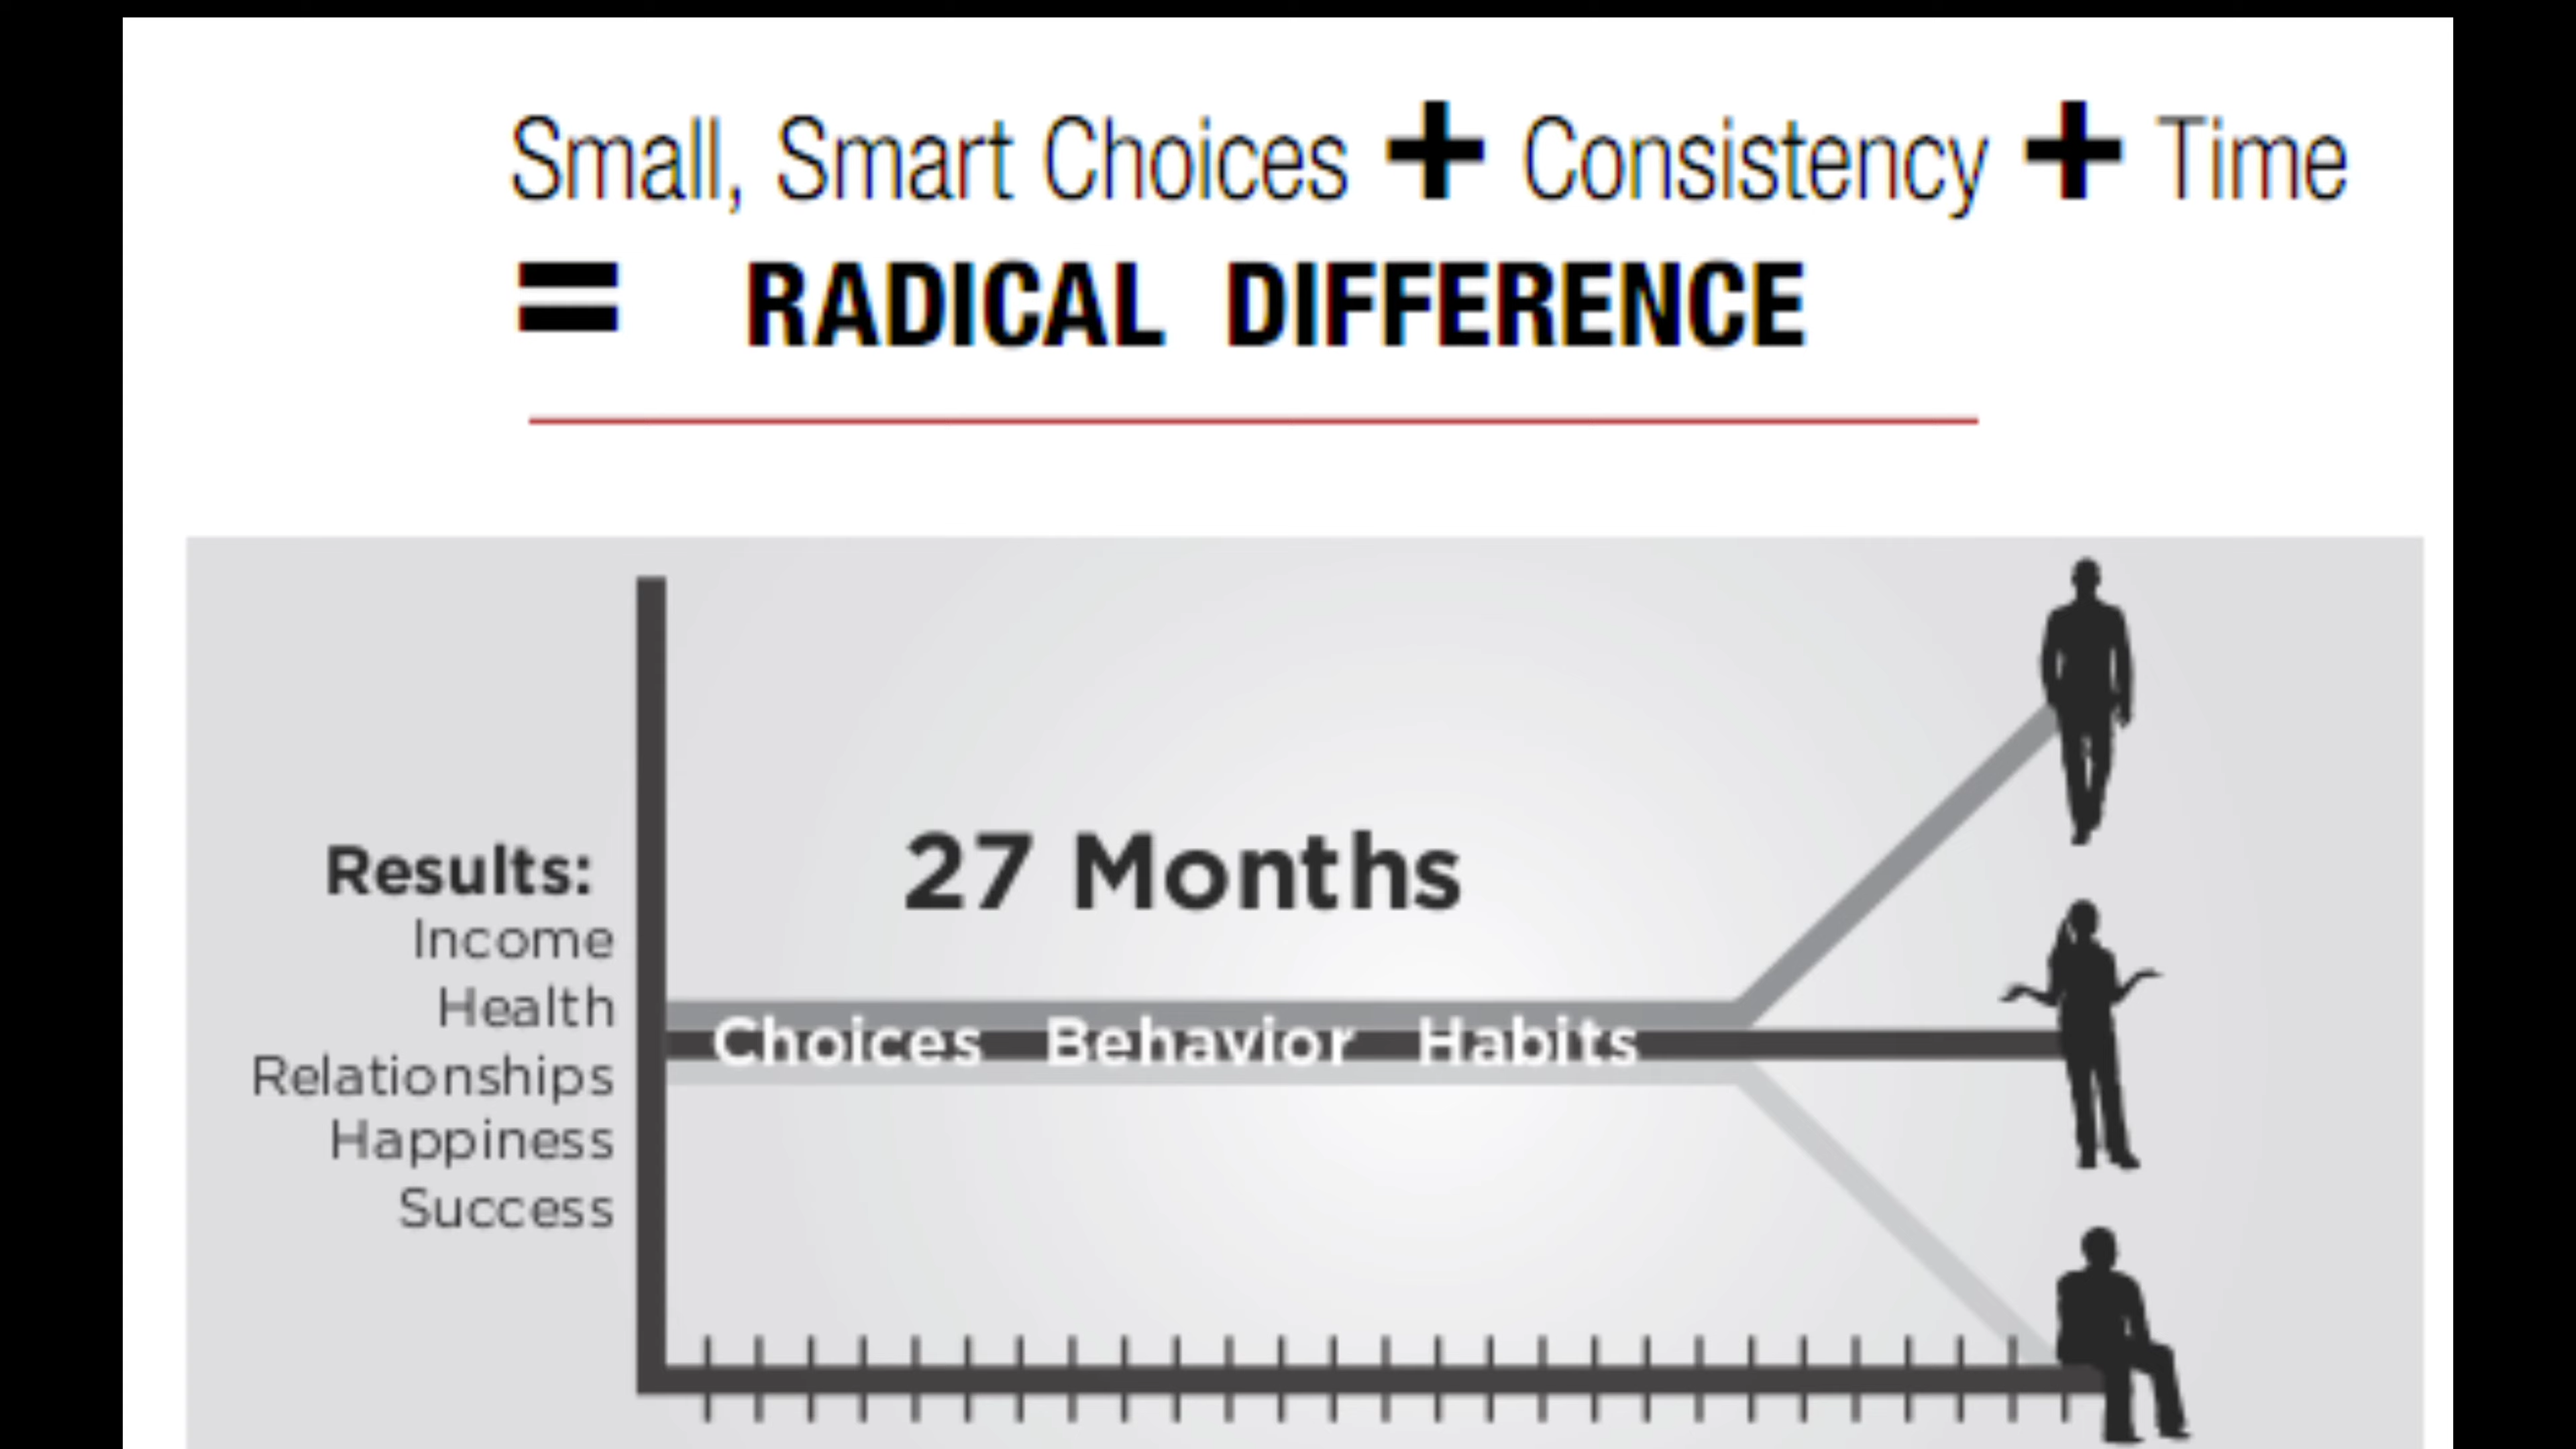 Small, Smart Choices + Consistency + Time
= RADICAL DIFFERENCE
27 Months
Results:
Income
Health
Relationships
Happiness
Success
Choices Behavior Habits